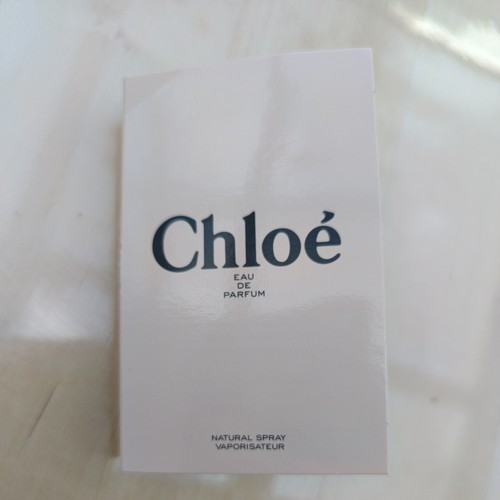 Chloé
EAU
DE
PARFUM
NATURAL SPRAY
VAPORISATEUR